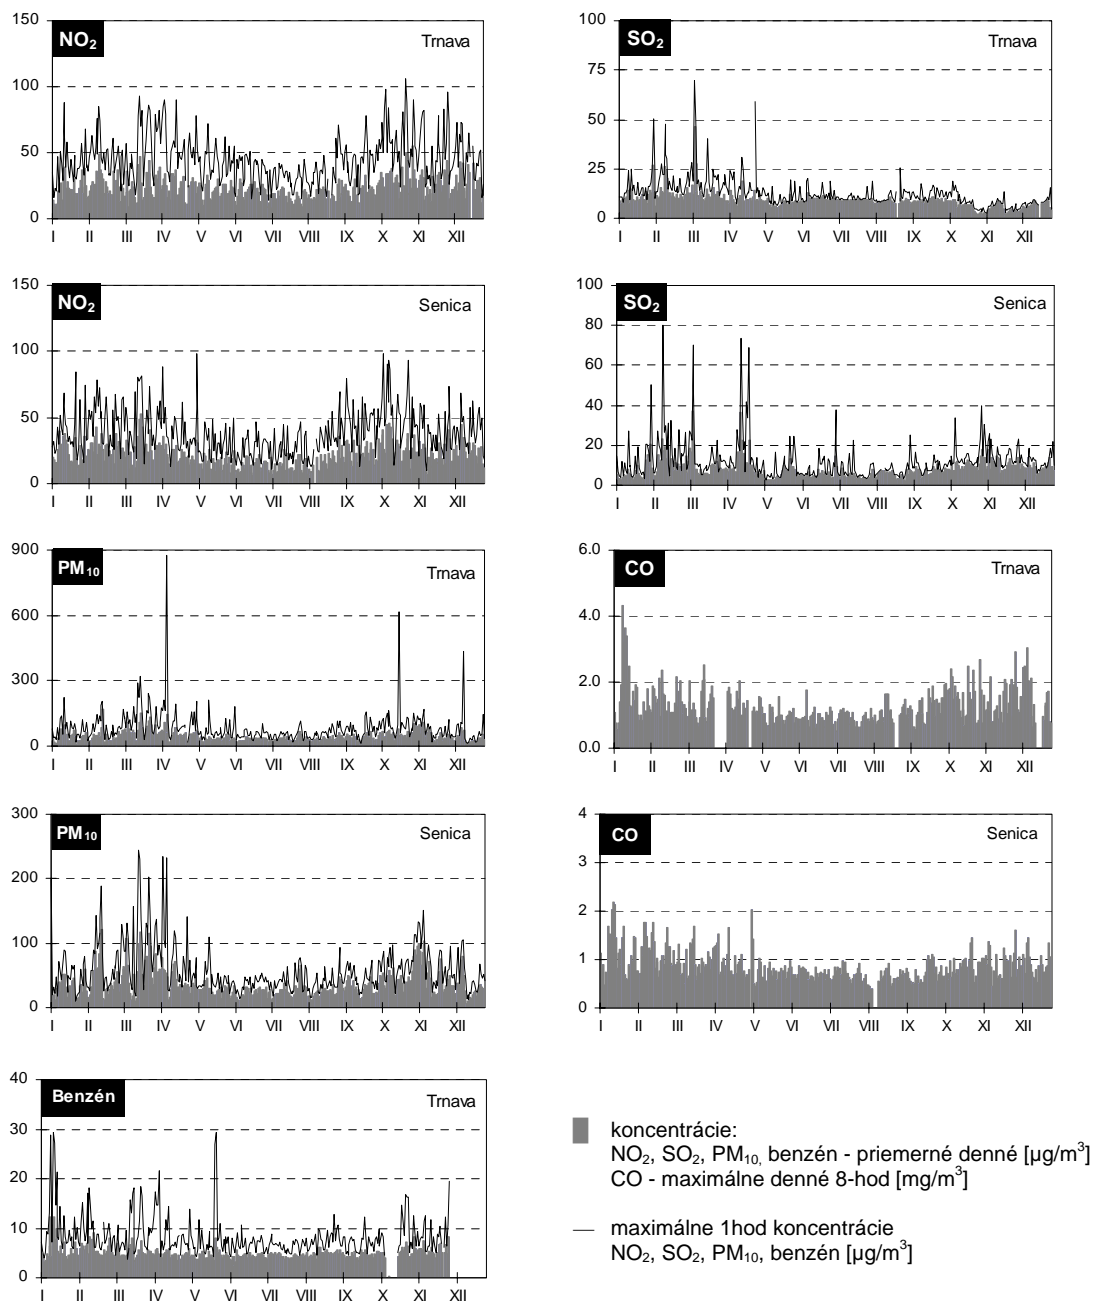 NO2 Trnava
150
100
50
0
I II III IV V VI VII VIII IX X XI XII
SO2 Trnava
100
75
50
25
0
I II III IV V VI VII VIII IX X XI XII
NO2 Senica
150
100
50
0
I II III IV V VI VII VIII IX X XI XII
SO2 Senica
100
80
60
40
20
0
I II III IV V VI VII VIII IX X XI XII
PM10 Trnava
900
600
300
0
I II III IV V VI VII VIII IX X XI XII
CO Trnava
6.0
4.0
2.0
0.0
I II III IV V VI VII VIII IX X XI XII
PM10 Senica
300
200
100
0
I II III IV V VI VII VIII IX X XI XII
CO Senica
4
3
2
1
0
I II III IV V VI VII VIII IX X XI XII
Benzén Trnava
40
30
20
10
0
I II III IV V VI VII VIII IX X XI XII
koncentrácie:
NO2, SO2, PM10, benzén - priemerné denné [µg/m3]
CO - maximálne denné 8-hod [mg/m3]
maximálne 1hod koncentrácie
NO2, SO2, PM10, benzén [µg/m3]